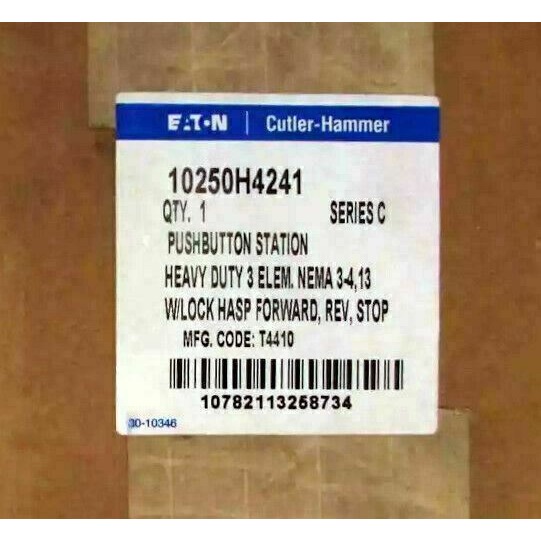 EATON | Cutler-Hammer
10250H4241
QTY. 1 SERIES C
PUSHBUTTON STATION
HEAVY DUTY 3 ELEM. NEMA 3-4,13
W/LOCK HASP FORWARD, REV, STOP
MFG. CODE: T4410
10782113258734
30-10346